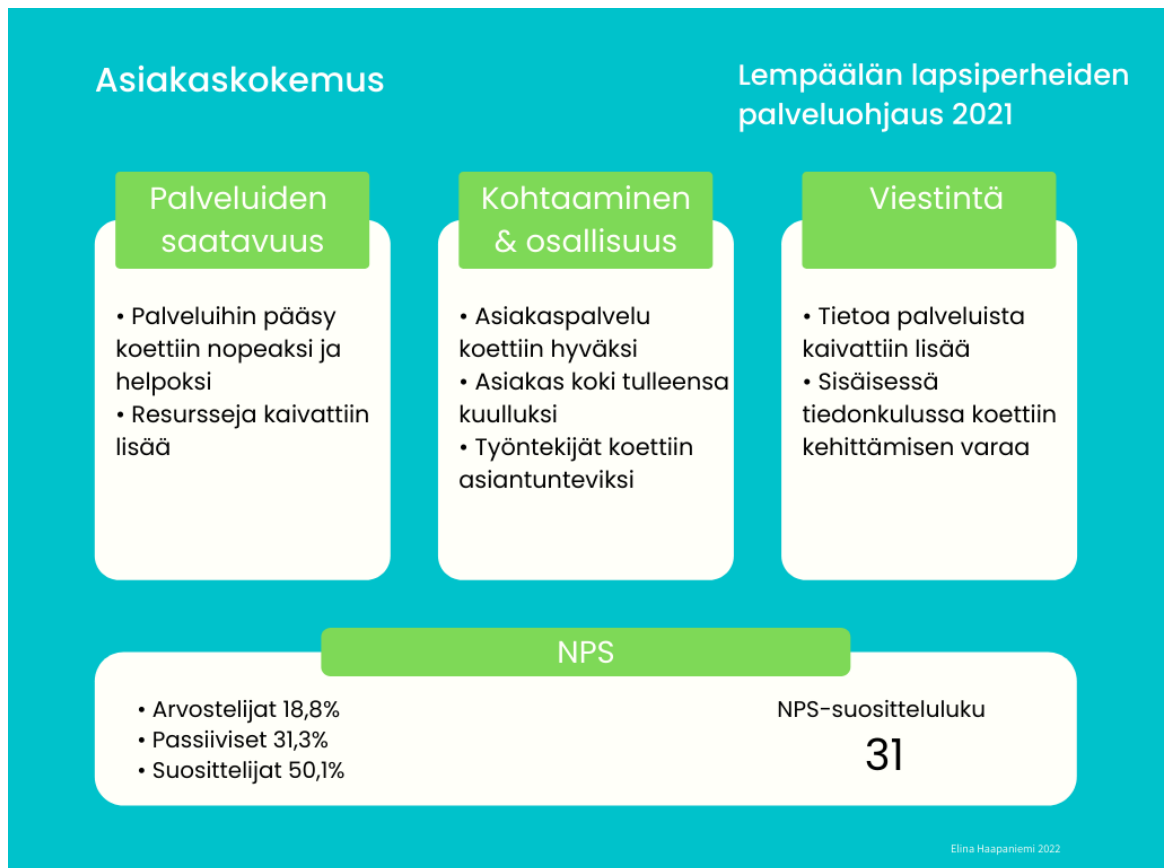 Asiakaskokemus
Lempäälän lapsiperheiden
palveluohjaus 2021
Palveluiden
saatavuus
• Palveluihin pääsy
koettiin nopeaksi ja
helpoksi
• Resursseja kaivattiin
lisää
Kohtaaminen
& osallisuus
• Asiakaspalvelu
koettiin hyväksi
• Asiakas koki tulleensa
kuulluksi
• Työntekijät koettiin
asiantunteviksi
Viestintä
• Tietoa palveluista
kaivattiin lisää
• Sisäisessä
tiedonkulussa koettiin
kehittämisen varaa
NPS
• Arvostelijat 18,8%
• Passiiviset 31,3%
• Suosittelijat 50,1%
NPS-suositteluluku
31
Elina Haapaniemi 2022